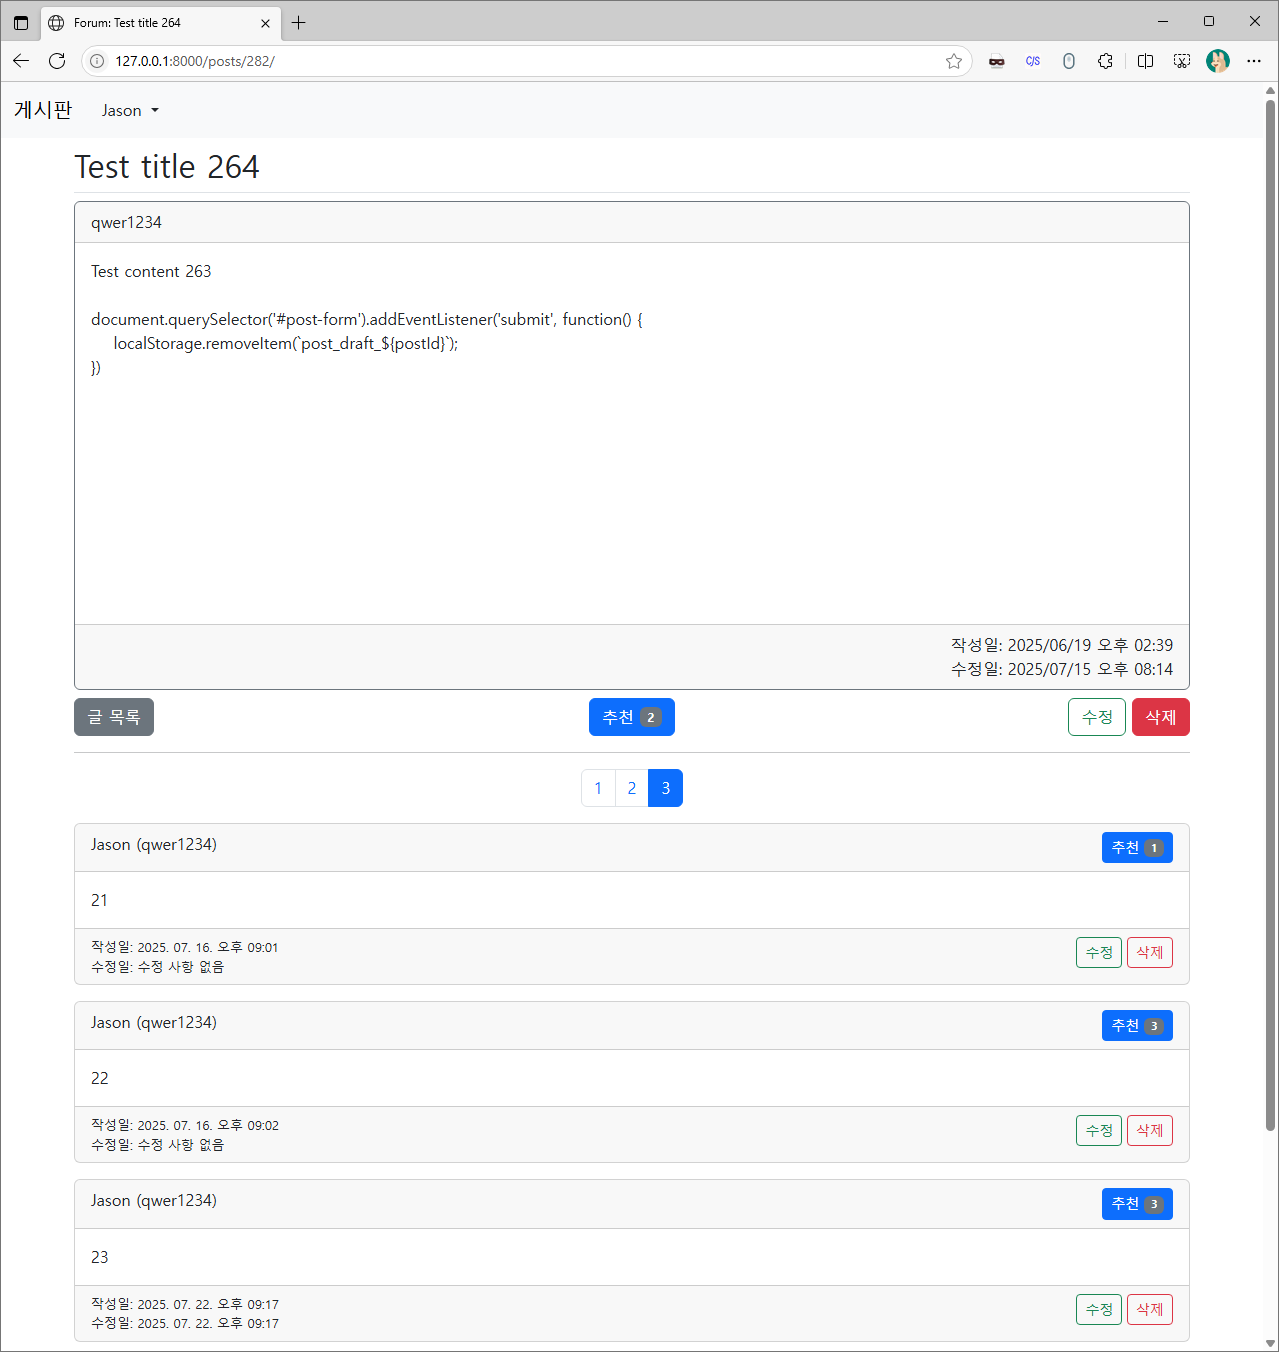 Forum: Test title 264
127.0.0.1:8000/posts/282/
C/S
게시판 Jason
Test title 264
qwer1234
Test content 263
document.querySelector('#post-form').addEventListener('submit', function() {
localStorage.removeItem(`post_draft_${postId}`);
})
작성일: 2025/06/19 오후 02:39
수정일: 2025/07/15 오후 08:14
글 목록 추천 2 수정 삭제
1 2 3
Jason (qwer1234) 추천 1
21
작성일: 2025. 07. 16. 오후 09:01 수정 삭제
수정일: 수정 사항 없음
Jason (qwer1234) 추천 3
22
작성일: 2025. 07. 16. 오후 09:02 수정 삭제
수정일: 수정 사항 없음
Jason (qwer1234) 추천 3
23
작성일: 2025. 07. 22. 오후 09:17 수정 삭제
수정일: 2025. 07. 22. 오후 09:17